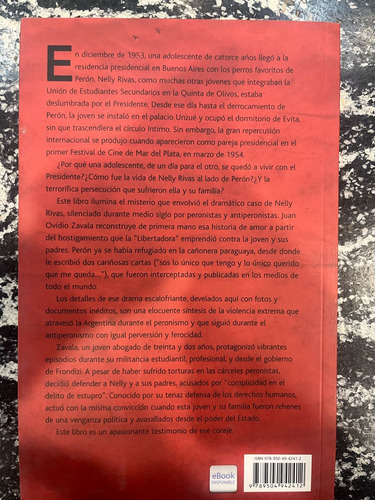 En diciembre de 1953, una adolescente de catorce años llegó a la
residencia presidencial en Buenos Aires con los perros favoritos de
Perón. Nelly Rivas, como muchas otras jóvenes que integraban la
Unión de Estudiantes Secundarios en la Quinta de Olivos, estaba
deslumbrada por el Presidente. Desde ese día hasta el derrocamiento de
Perón, la joven se instaló en el palacio Unzué y ocupó el dormitorio de Evita,
sin que trascendiera el círculo íntimo. Sin embargo, la gran repercusión
internacional se produjo cuando aparecieron como pareja presidencial en el
primer Festival de Cine de Mar del Plata, en marzo de 1954.
¿Por qué una adolescente, de un día para el otro, se quedó a vivir con el
Presidente?¿Cómo fue la vida de Nelly Rivas al lado de Perón?¿Y la
terrorífica persecución que sufrieron ella y su familia?
Este libro ilumina el misterio que envolvió el dramático caso de Nelly
Rivas, silenciado durante medio siglo por peronistas y antiperonistas. Juan
Ovidio Zavala reconstruye de primera mano esa historia de amor a partir
del hostigamiento que la "Libertadora" emprendió contra la joven y sus
padres. Perón ya se había refugiado en la cañonera paraguaya, desde donde
le escribió dos cariñosas cartas ("sos lo único que tengo y lo único querido
que me queda..."), que fueron interceptadas y publicadas en los medios de
todo el mundo.
Los detalles de ese drama escalofriante, develados aquí con fotos y
documentos inéditos, son una elocuente síntesis de la violencia extrema que
atravesó la Argentina durante el peronismo y que siguió durante el
antiperonismo con igual perversión y ferocidad.
Zavala, un joven abogado de treinta y dos años, protagonizó vibrantes
episodios durante su militancia estudiantil, profesional, y desde el gobierno
de Frondizi. A pesar de haber sufrido torturas en las cárceles peronistas,
decidió defender a Nelly y a sus padres, acusados por "complicidad en el
delito de estupro". Conocido por su tenaz defensa de los derechos humanos,
actuó con la misma convicción cuando esta joven y su familia fueron rehenes
de una venganza política y avasallados desde el poder del Estado.
Este libro es un apasionante testimonio de ese coraje.
ISBN 978-950-49-4241-2
eBook
DISPONIBLE
9 789504 942412